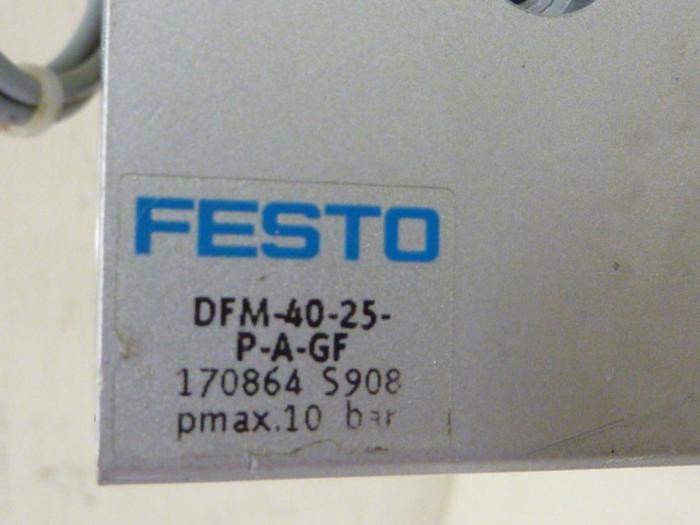 FESTO
DFM-40-25-
P-A-GF
170864 S908
pmax.10 bar